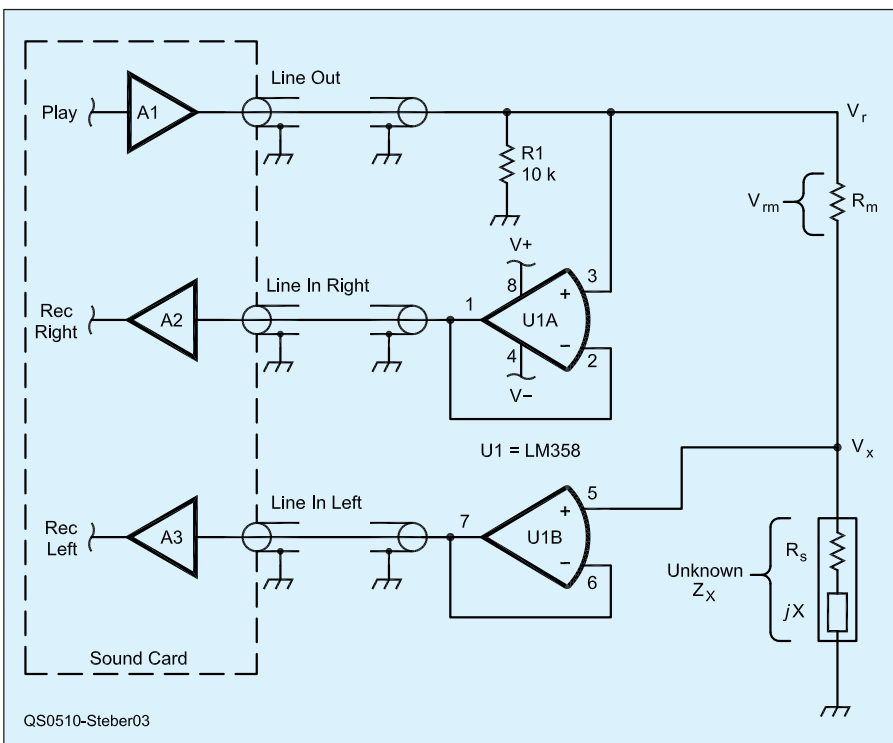 Line Out
Play
A1
V_r
R1
10 k
V_rm
R_m
V+
8
3
Line In Right
1
+
Rec
Right
A2
U1A
4
−
2
V−
U1 = LM358
V_x
Line In Left
5
7
+
Rec
Left
A3
U1B
−
6
R_s
Unknown
Z_X
jX
Sound Card
QS0510-Steber03